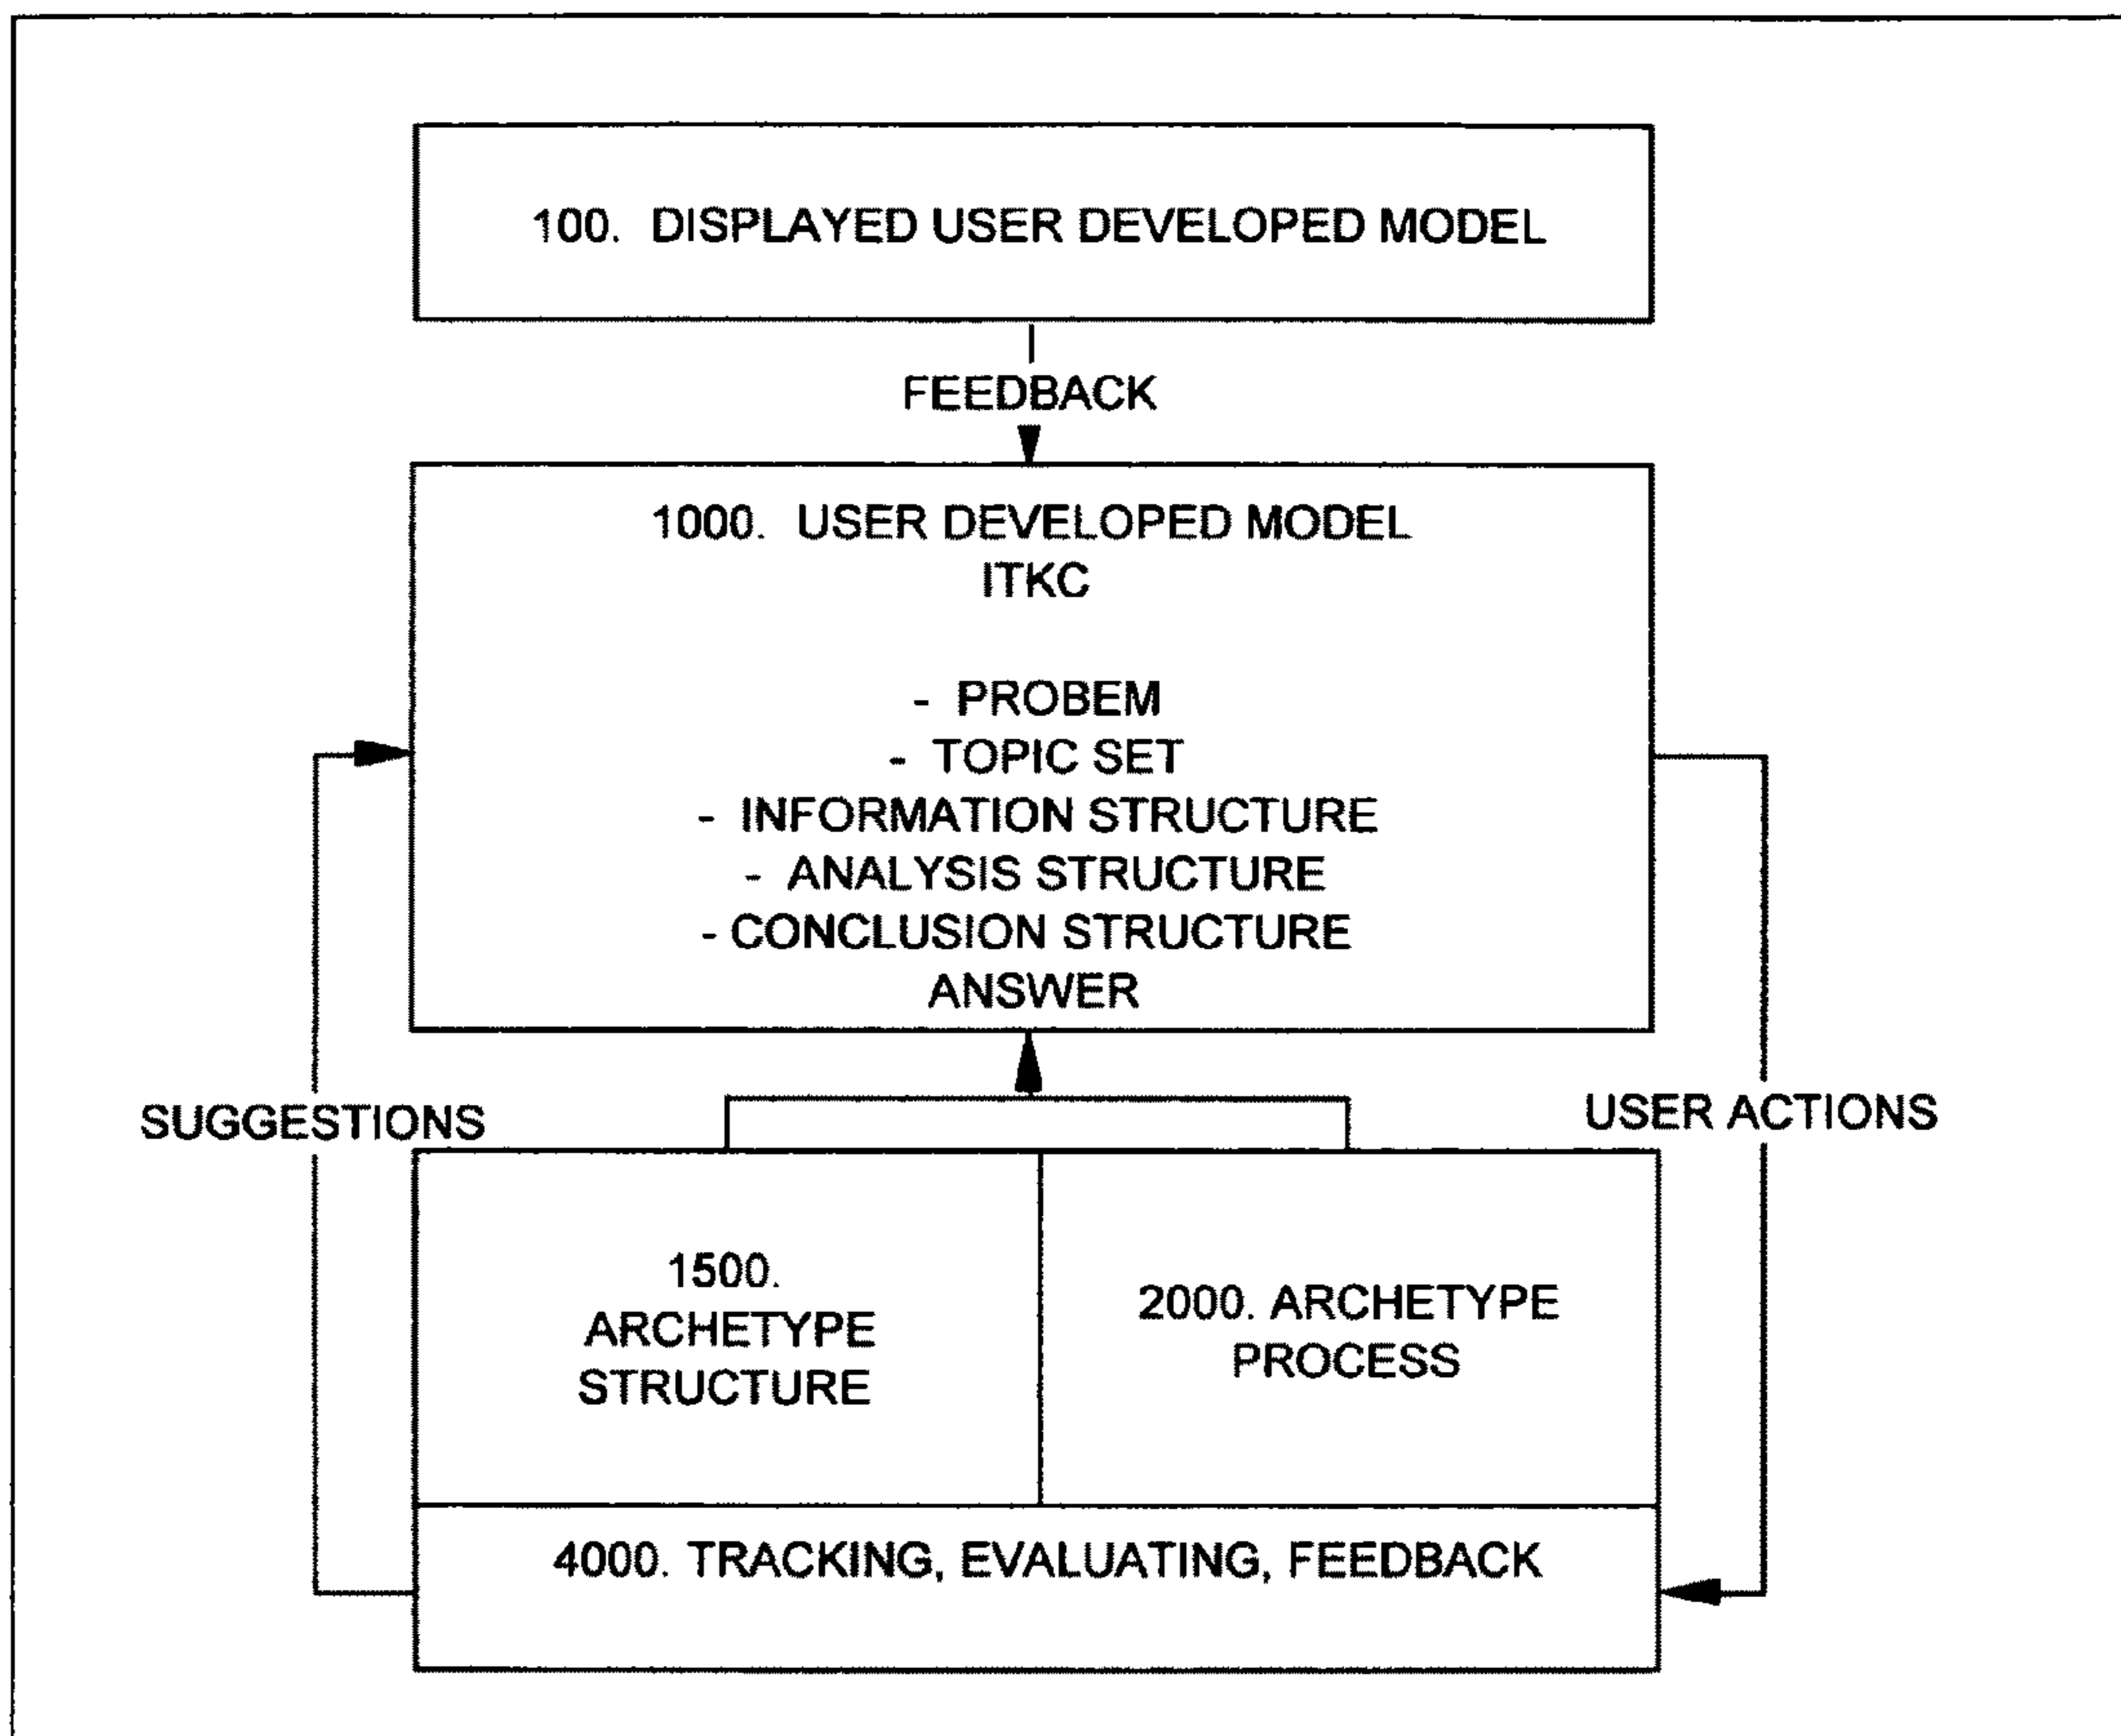 100. DISPLAYED USER DEVELOPED MODEL
FEEDBACK
1000. USER DEVELOPED MODEL
ITKC
- PROBEM
- TOPIC SET
- INFORMATION STRUCTURE
- ANALYSIS STRUCTURE
- CONCLUSION STRUCTURE
ANSWER
SUGGESTIONS
USER ACTIONS
1500.
ARCHETYPE
STRUCTURE
2000. ARCHETYPE
PROCESS
4000. TRACKING, EVALUATING, FEEDBACK